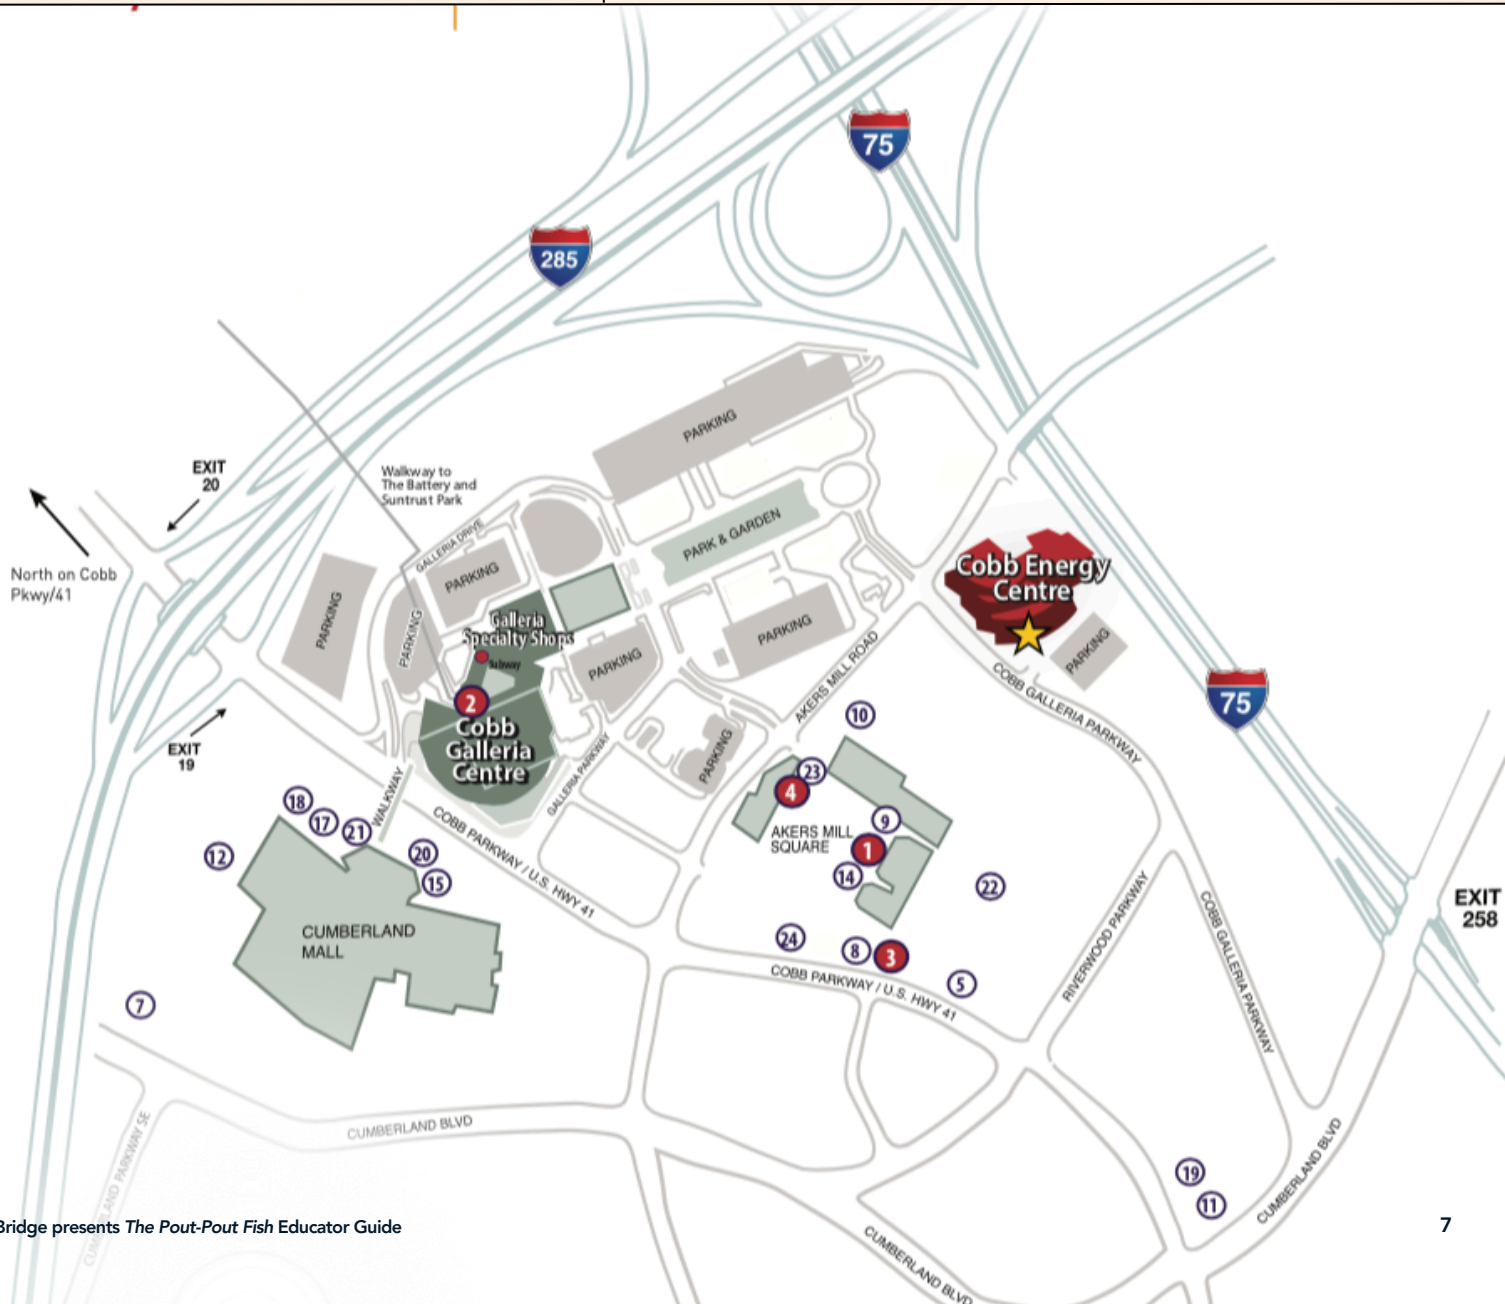 75
285
EXIT
20
Walkway to
The Battery and
Suntrust Park
North on Cobb
Pkwy/41
PARKING
PARK & GARDEN
GALLERIA DRIVE
PARKING
PARKING
PARKING
Galleria
Specialty Shops
Subway
PARKING
PARKING
Cobb Energy
Centre
PARKING
COBB GALLERIA PARKWAY
AKERS MILL ROAD
75
2
Cobb
Galleria
Centre
EXIT
19
GALLERIA PARKWAY
PARKING
10
WALKWAY
18
17
21
20
15
12
COBB PARKWAY / U.S. HWY 41
23
4
AKERS MILL
SQUARE
9
1
14
22
24
8
3
5
COBB PARKWAY / U.S. HWY 41
RIVERWOOD PARKWAY
COBB GALLERIA PARKWAY
EXIT
258
CUMBERLAND
MALL
7
CUMBERLAND BLVD
CUMBERLAND PARKWAY SE
19
11
CUMBERLAND BLVD
CUMBERLAND BLVD
Bridge presents The Pout-Pout Fish Educator Guide
7